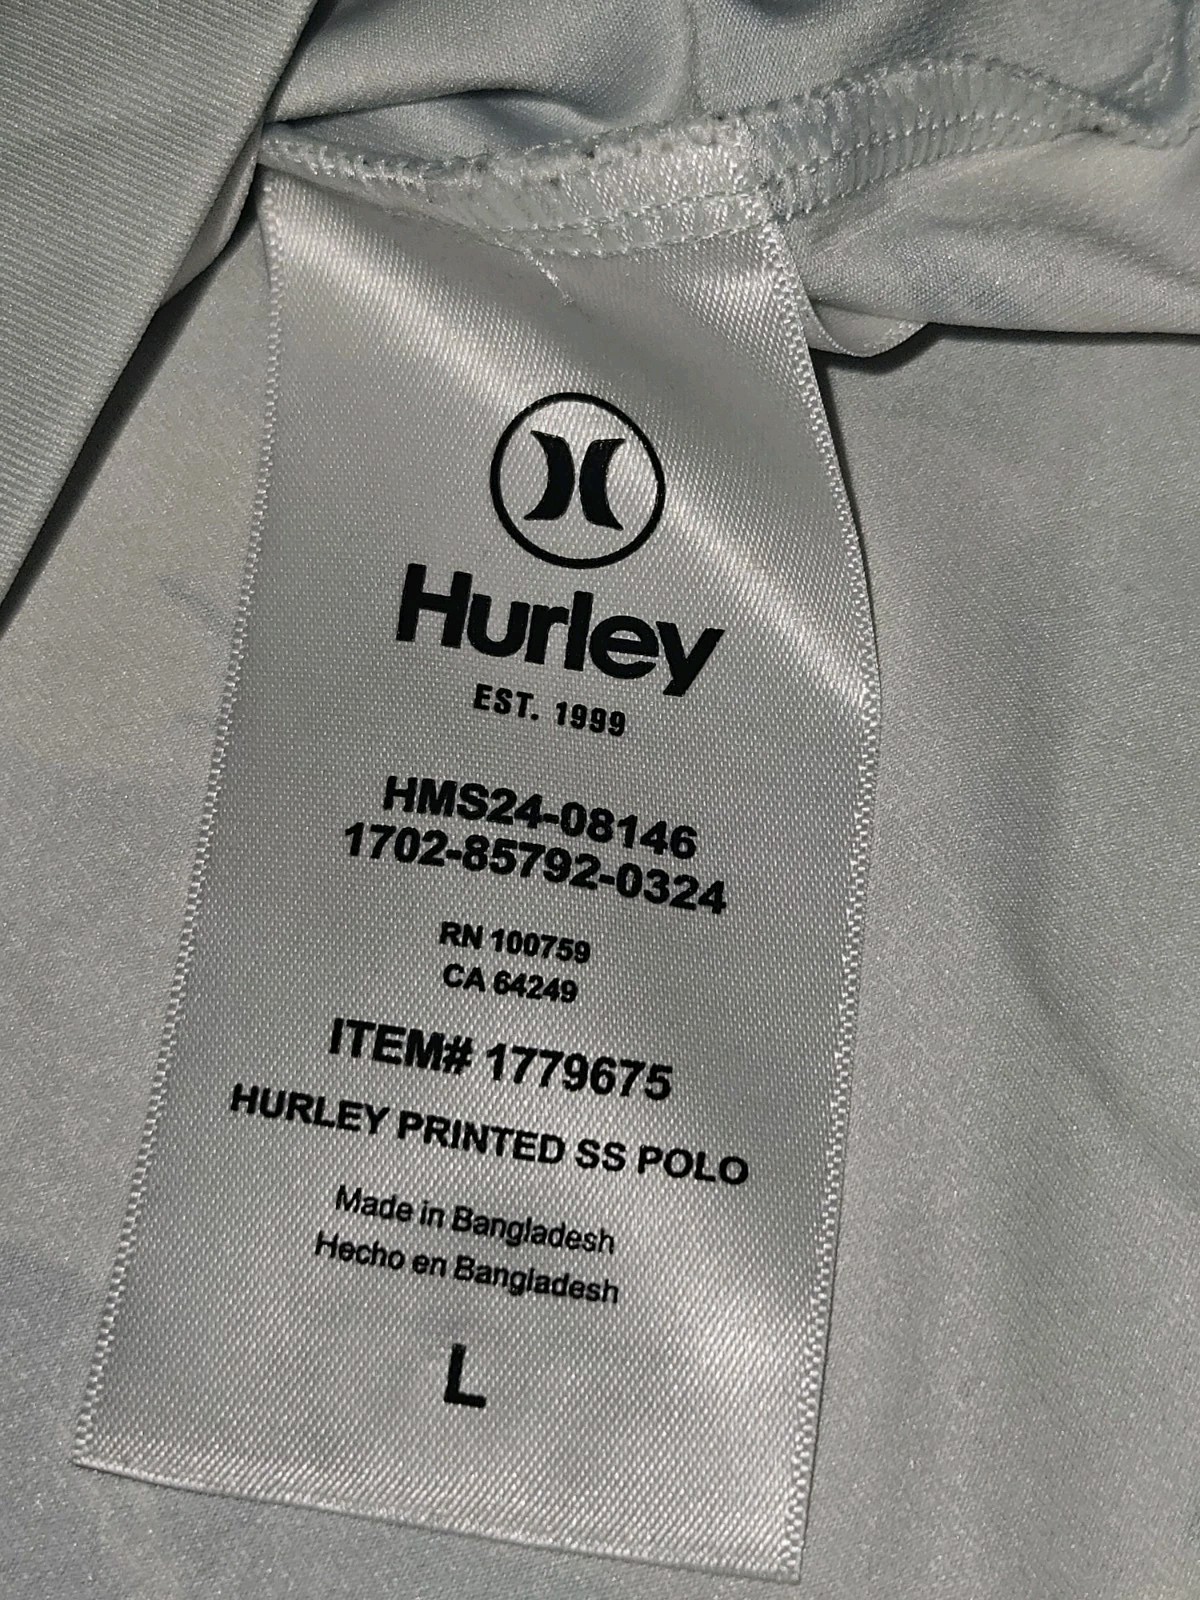 Hurley
EST. 1999
HMS24-08146
1702-85792-0324
RN 100759
CA 64249
ITEM# 1779675
HURLEY PRINTED SS POLO
Made in Bangladesh
Hecho en Bangladesh
L